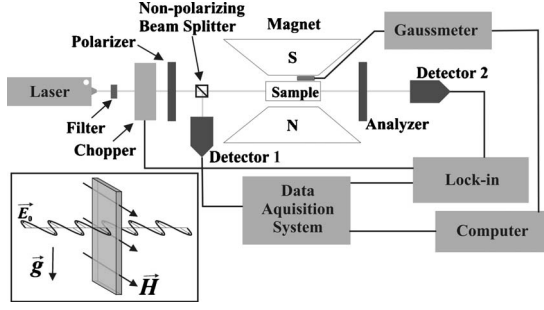 Non-polarizing
Beam Splitter
Polarizer
Magnet
S
Gaussmeter
Laser
Sample
Detector 2
Filter
Chopper
N
Analyzer
Detector 1
Lock-in
Data
Aquisition
System
Computer
E₀
g
H